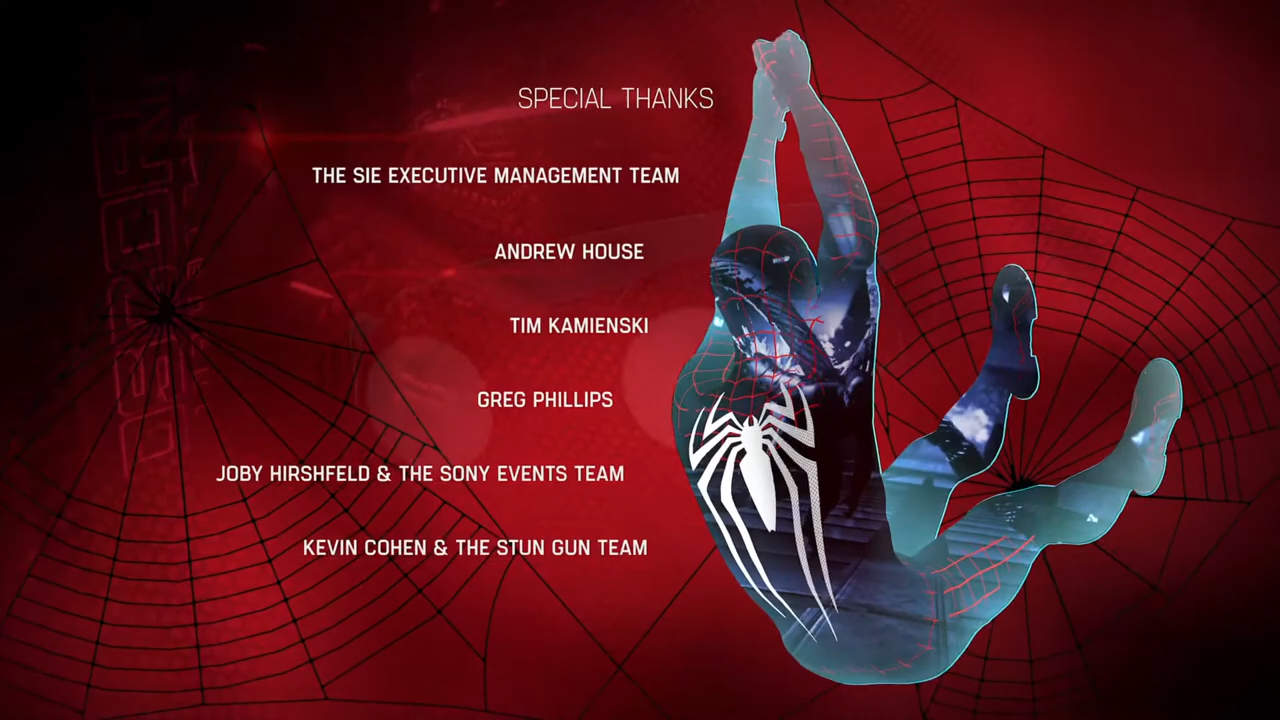 SPECIAL THANKS
THE SIE EXECUTIVE MANAGEMENT TEAM
ANDREW HOUSE
TIM KAMIENSKI
GREG PHILLIPS
JOBY HIRSHFELD & THE SONY EVENTS TEAM
KEVIN COHEN & THE STUN GUN TEAM